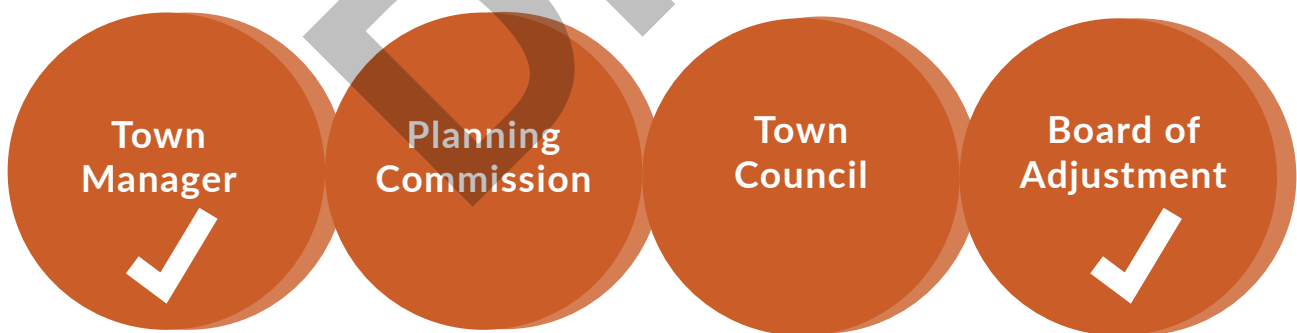 Town
Manager
Planning
Commission
Town
Council
Board of
Adjustment